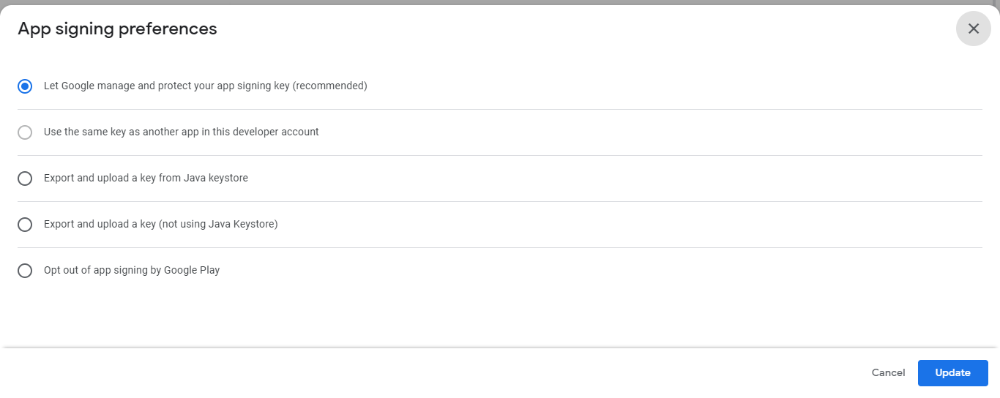 App signing preferences
Let Google manage and protect your app signing key (recommended)
Use the same key as another app in this developer account
Export and upload a key from Java keystore
Export and upload a key (not using Java Keystore)
Opt out of app signing by Google Play
Cancel
Update